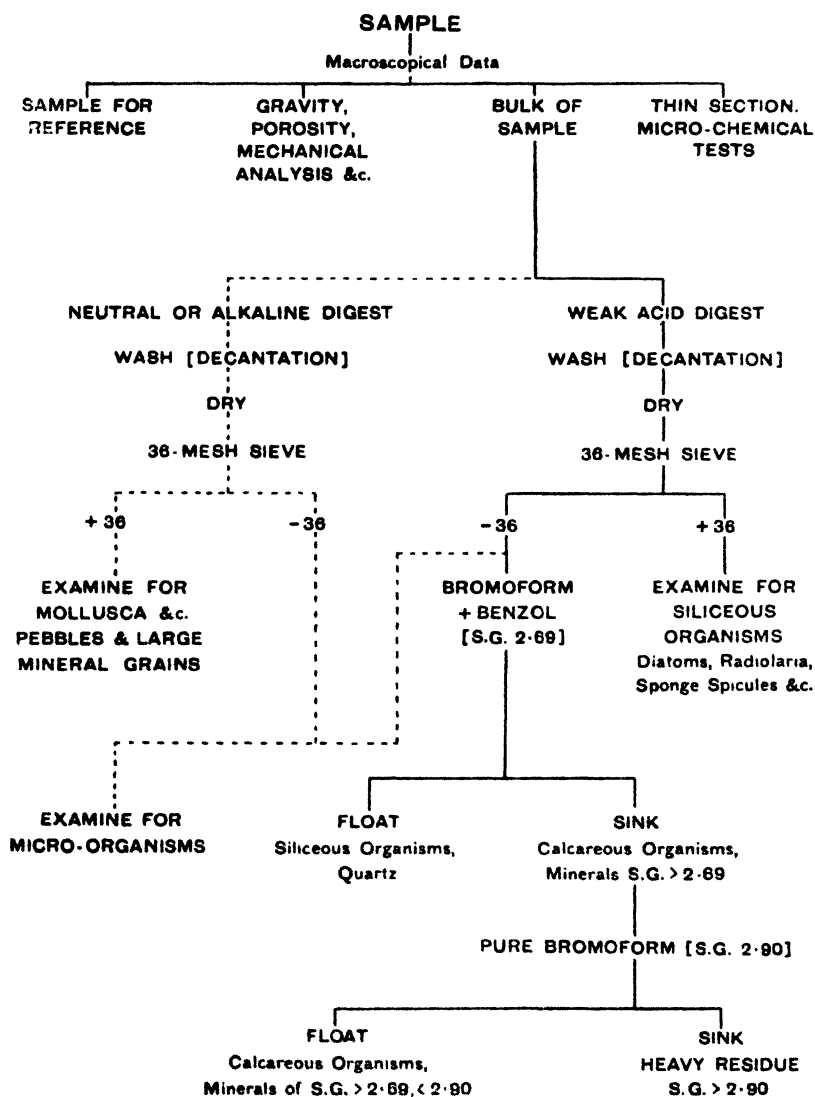 SAMPLE
Macroscopical Data
SAMPLE FOR
REFERENCE
GRAVITY,
POROSITY,
MECHANICAL
ANALYSIS &c.
BULK OF
SAMPLE
THIN SECTION.
MICRO-CHEMICAL
TESTS
NEUTRAL OR ALKALINE DIGEST
WASH [DECANTATION]
DRY
36-MESH SIEVE
+36
-36
WEAK ACID DIGEST
WASH [DECANTATION]
DRY
36-MESH SIEVE
-36
+36
EXAMINE FOR
MOLLUSCA &c.
PEBBLES & LARGE
MINERAL GRAINS
BROMOFORM
+ BENZOL
[S.G. 2·69]
EXAMINE FOR
SILICEOUS
ORGANISMS
Diatoms, Radiolaria,
Sponge Spicules &c.
EXAMINE FOR
MICRO-ORGANISMS
FLOAT
Siliceous Organisms,
Quartz
SINK
Calcareous Organisms,
Minerals S.G. > 2·69
PURE BROMOFORM [S.G. 2·90]
FLOAT
Calcareous Organisms,
Minerals of S.G. > 2·69, < 2·90
SINK
HEAVY RESIDUE
S.G. > 2·90